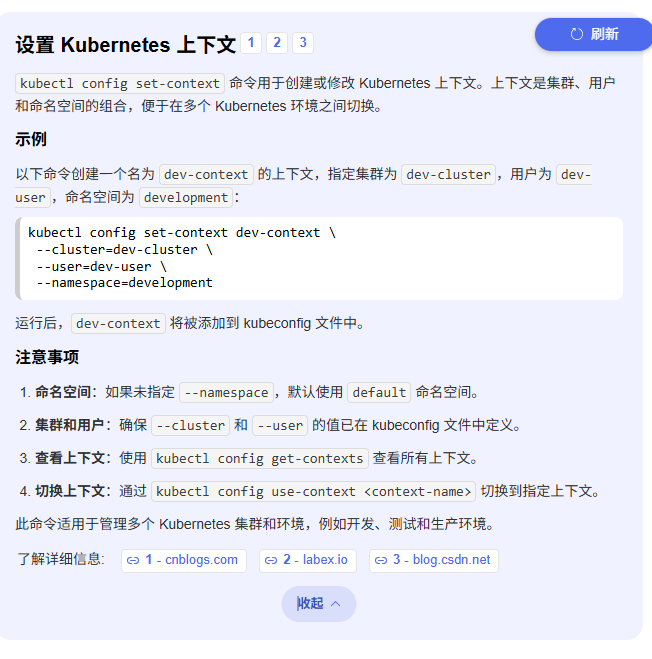 设置 Kubernetes 上下文 1 2 3
刷新
kubectl config set-context 命令用于创建或修改 Kubernetes 上下文。上下文是集群、用户
和命名空间的组合，便于在多个 Kubernetes 环境之间切换。
示例
以下命令创建一个名为 dev-context 的上下文，指定集群为 dev-cluster，用户为 dev-
user，命名空间为 development：
kubectl config set-context dev-context \
--cluster=dev-cluster \
--user=dev-user \
--namespace=development
运行后，dev-context 将被添加到 kubeconfig 文件中。
注意事项
1. 命名空间：如果未指定 --namespace，默认使用 default 命名空间。
2. 集群和用户：确保 --cluster 和 --user 的值已在 kubeconfig 文件中定义。
3. 查看上下文：使用 kubectl config get-contexts 查看所有上下文。
4. 切换上下文：通过 kubectl config use-context <context-name> 切换到指定上下文。
此命令适用于管理多个 Kubernetes 集群和环境，例如开发、测试和生产环境。
了解详细信息: 1 - cnblogs.com 2 - labex.io 3 - blog.csdn.net
收起